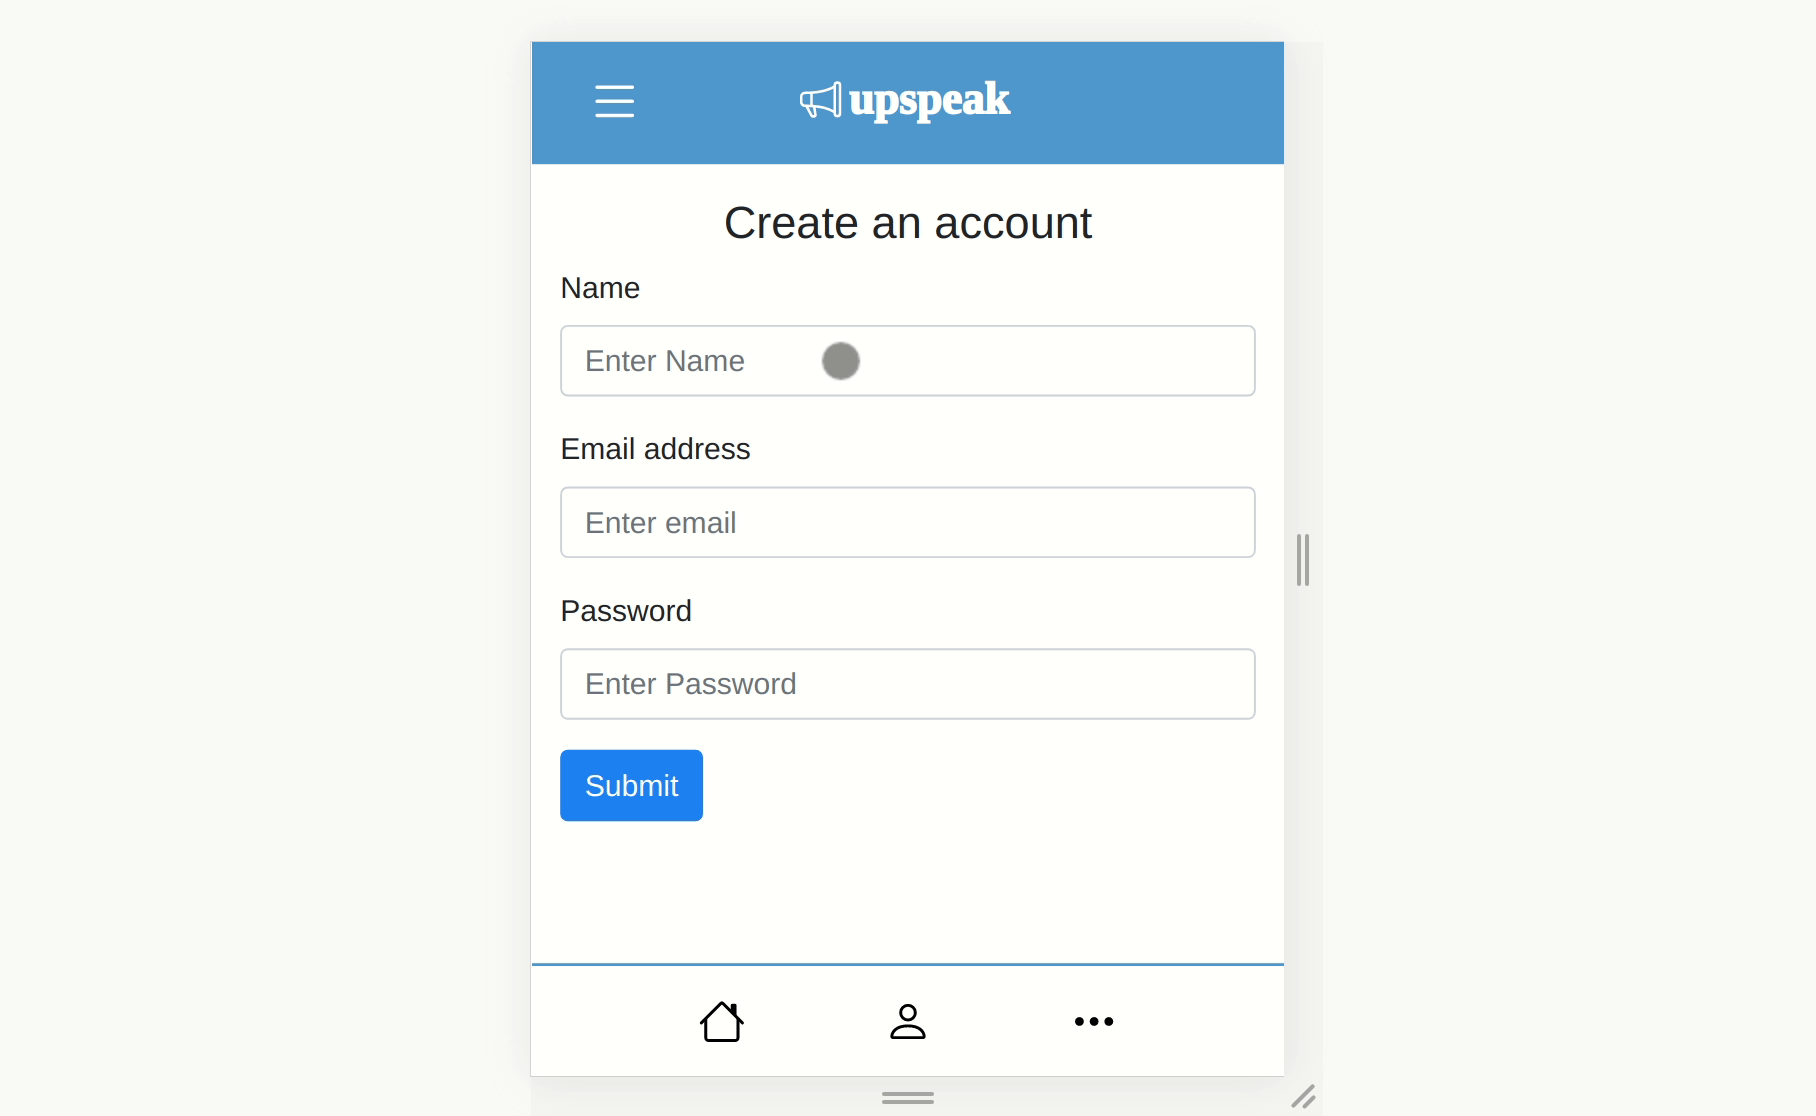 upspeak
Create an account
Name
Enter Name
Email address
Enter email
Password
Enter Password
Submit